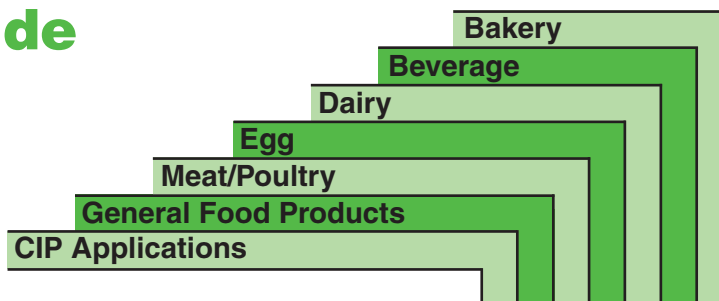 de
Bakery
Beverage
Dairy
Egg
Meat/Poultry
General Food Products
CIP Applications